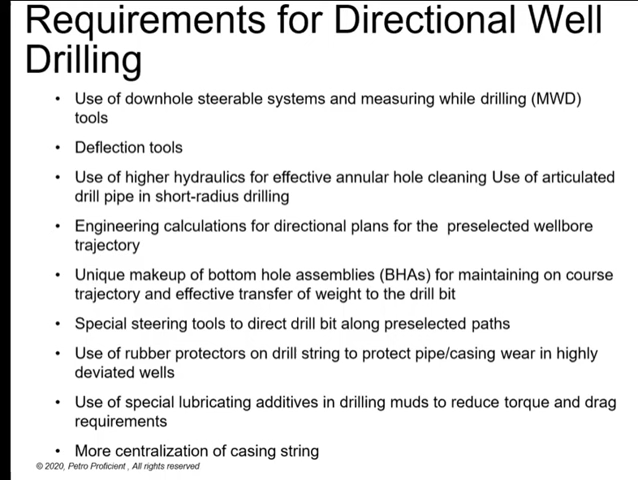 Requirements for Directional Well
Drilling
• Use of downhole steerable systems and measuring while drilling (MWD)
tools
• Deflection tools
• Use of higher hydraulics for effective annular hole cleaning Use of articulated
drill pipe in short-radius drilling
• Engineering calculations for directional plans for the preselected wellbore
trajectory
• Unique makeup of bottom hole assemblies (BHAs) for maintaining on course
trajectory and effective transfer of weight to the drill bit
• Special steering tools to direct drill bit along preselected paths
• Use of rubber protectors on drill string to protect pipe/casing wear in highly
deviated wells
• Use of special lubricating additives in drilling muds to reduce torque and drag
requirements
• More centralization of casing string
© 2020, Petro Proficient , All rights reserved